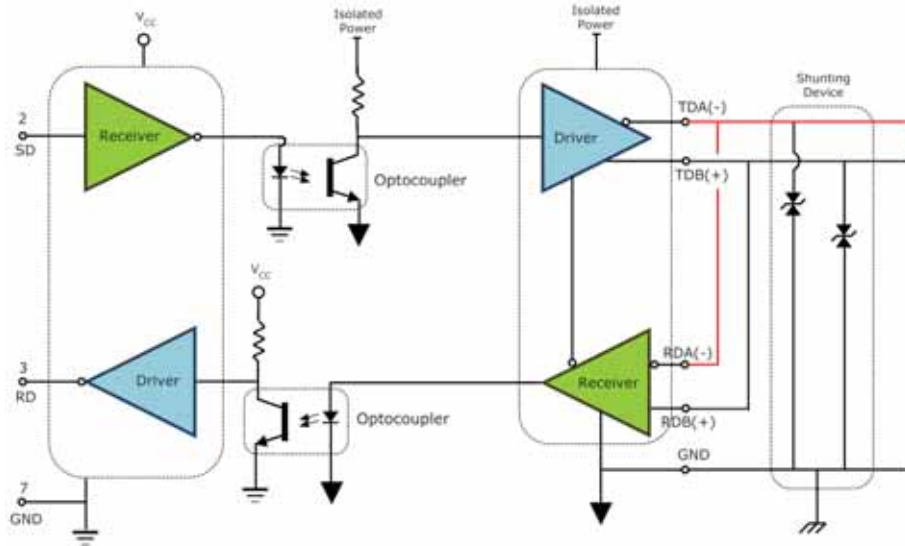 Isolated
Power
Isolated
Power
VCC
Shunting
Device
2
SD
Receiver
Driver
TDA(-)
TDB(+)
Optocoupler
VCC
3
RD
Driver
Optocoupler
Receiver
RDA(-)
RDB(+)
GND
7
GND